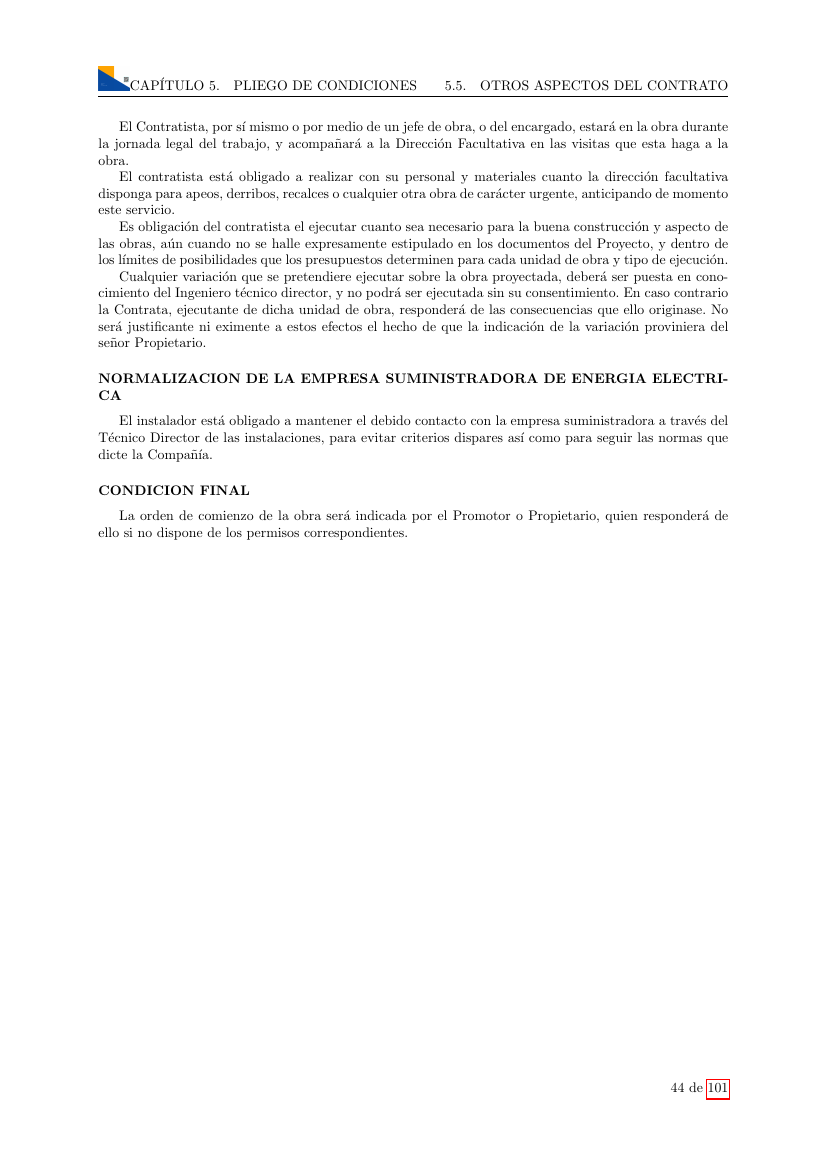 CAPÍTULO 5. PLIEGO DE CONDICIONES 5.5. OTROS ASPECTOS DEL CONTRATO
El Contratista, por sí mismo o por medio de un jefe de obra, o del encargado, estará en la obra durante
la jornada legal del trabajo, y acompañará a la Dirección Facultativa en las visitas que esta haga a la
obra.
El contratista está obligado a realizar con su personal y materiales cuanto la dirección facultativa
disponga para apeos, derribos, recalces o cualquier otra obra de carácter urgente, anticipando de momento
este servicio.
Es obligación del contratista el ejecutar cuanto sea necesario para la buena construcción y aspecto de
las obras, aún cuando no se halle expresamente estipulado en los documentos del Proyecto, y dentro de
los límites de posibilidades que los presupuestos determinen para cada unidad de obra y tipo de ejecución.
Cualquier variación que se pretendiere ejecutar sobre la obra proyectada, deberá ser puesta en cono-
cimiento del Ingeniero técnico director, y no podrá ser ejecutada sin su consentimiento. En caso contrario
la Contrata, ejecutante de dicha unidad de obra, responderá de las consecuencias que ello originase. No
será justificante ni eximente a estos efectos el hecho de que la indicación de la variación proviniera del
señor Propietario.
NORMALIZACION DE LA EMPRESA SUMINISTRADORA DE ENERGIA ELECTRI-
CA
El instalador está obligado a mantener el debido contacto con la empresa suministradora a través del
Técnico Director de las instalaciones, para evitar criterios dispares así como para seguir las normas que
dicte la Compañía.
CONDICION FINAL
La orden de comienzo de la obra será indicada por el Promotor o Propietario, quien responderá de
ello si no dispone de los permisos correspondientes.
44 de 101